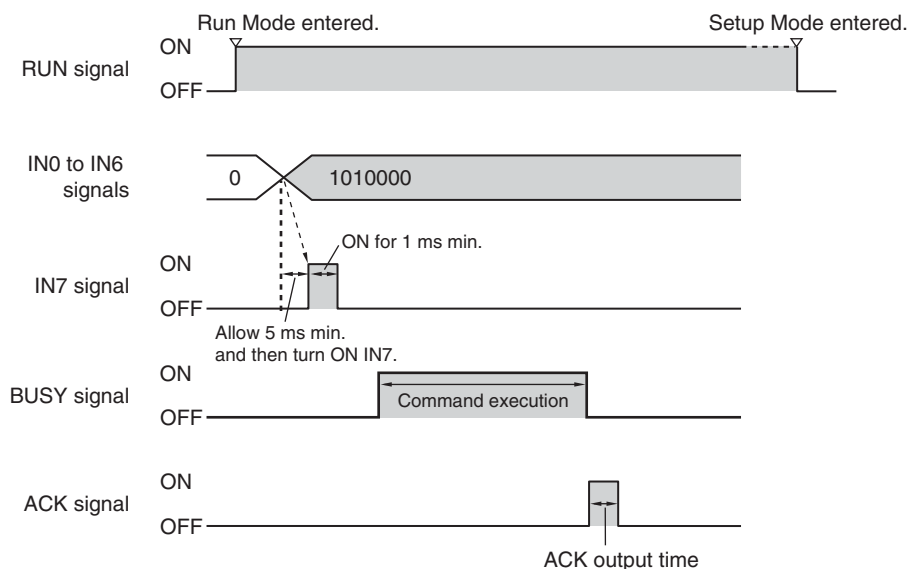 Run Mode entered.
Setup Mode entered.
ON
RUN signal
OFF
IN0 to IN6
signals
0
1010000
ON for 1 ms min.
ON
IN7 signal
OFF
Allow 5 ms min.
and then turn ON IN7.
ON
BUSY signal
Command execution
OFF
ON
ACK signal
OFF
ACK output time